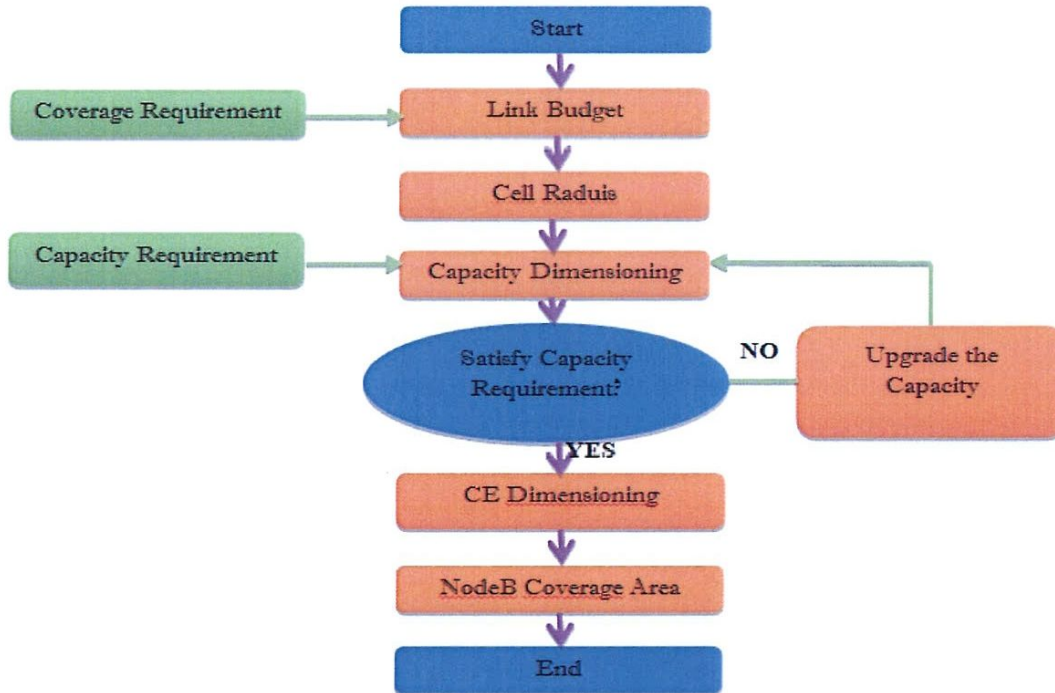 Start
Coverage Requirement
Link Budget
Cell Raduis
Capacity Requirement
Capacity Dimensioning
Satisfy Capacity
Requirement?
NO
Upgrade the
Capacity
YES
CE Dimensioning
NodeB Coverage Area
End